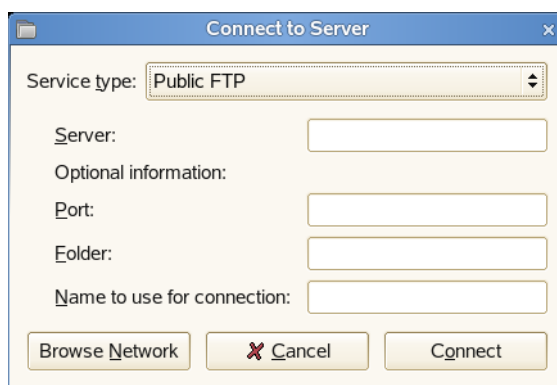 Connect to Server
Service type: Public FTP
Server:
Optional information:
Port:
Folder:
Name to use for connection:
Browse Network Cancel Connect